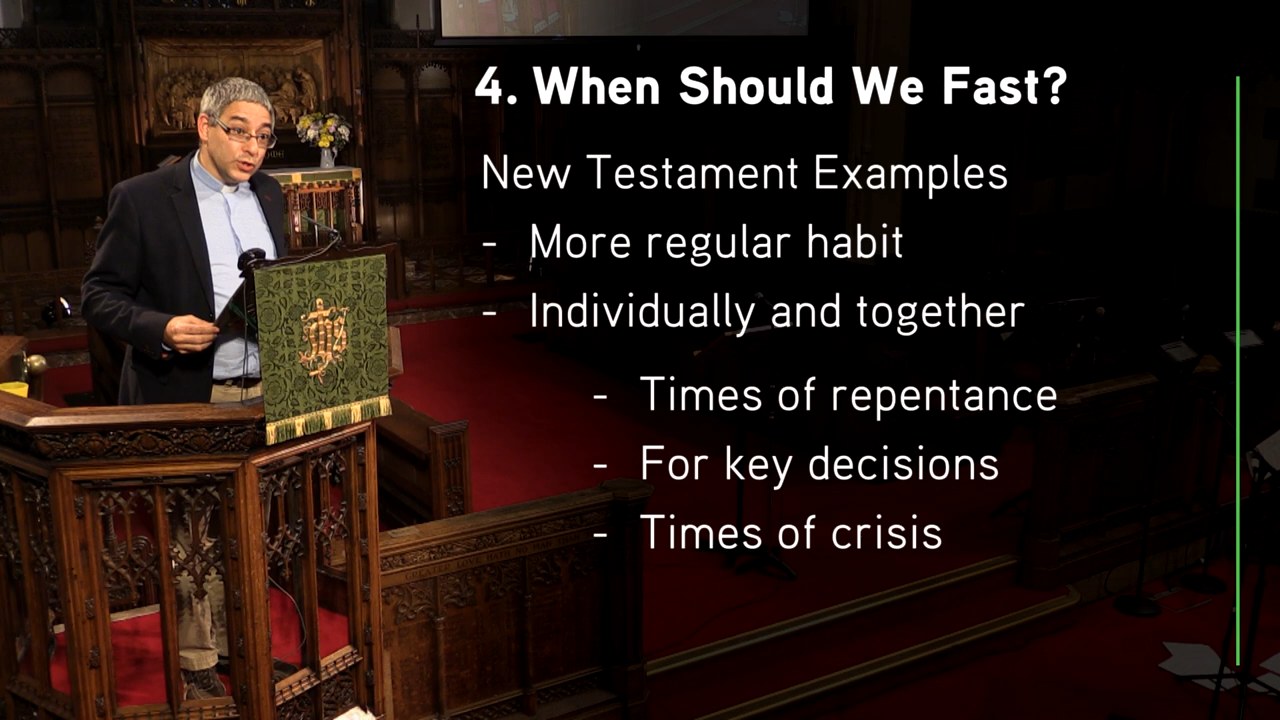 4. When Should We Fast?
New Testament Examples
- More regular habit
- Individually and together
- Times of repentance
- For key decisions
- Times of crisis